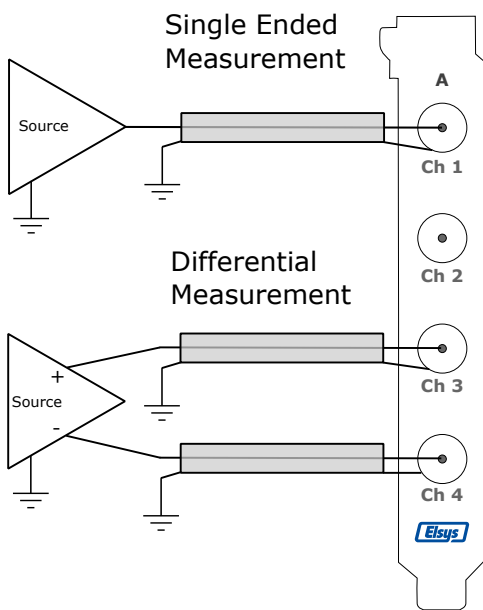 Single Ended
Measurement
A
Source
Ch 1
Ch 2
Differential
Measurement
+
Source
-
Ch 3
Ch 4
Elsys